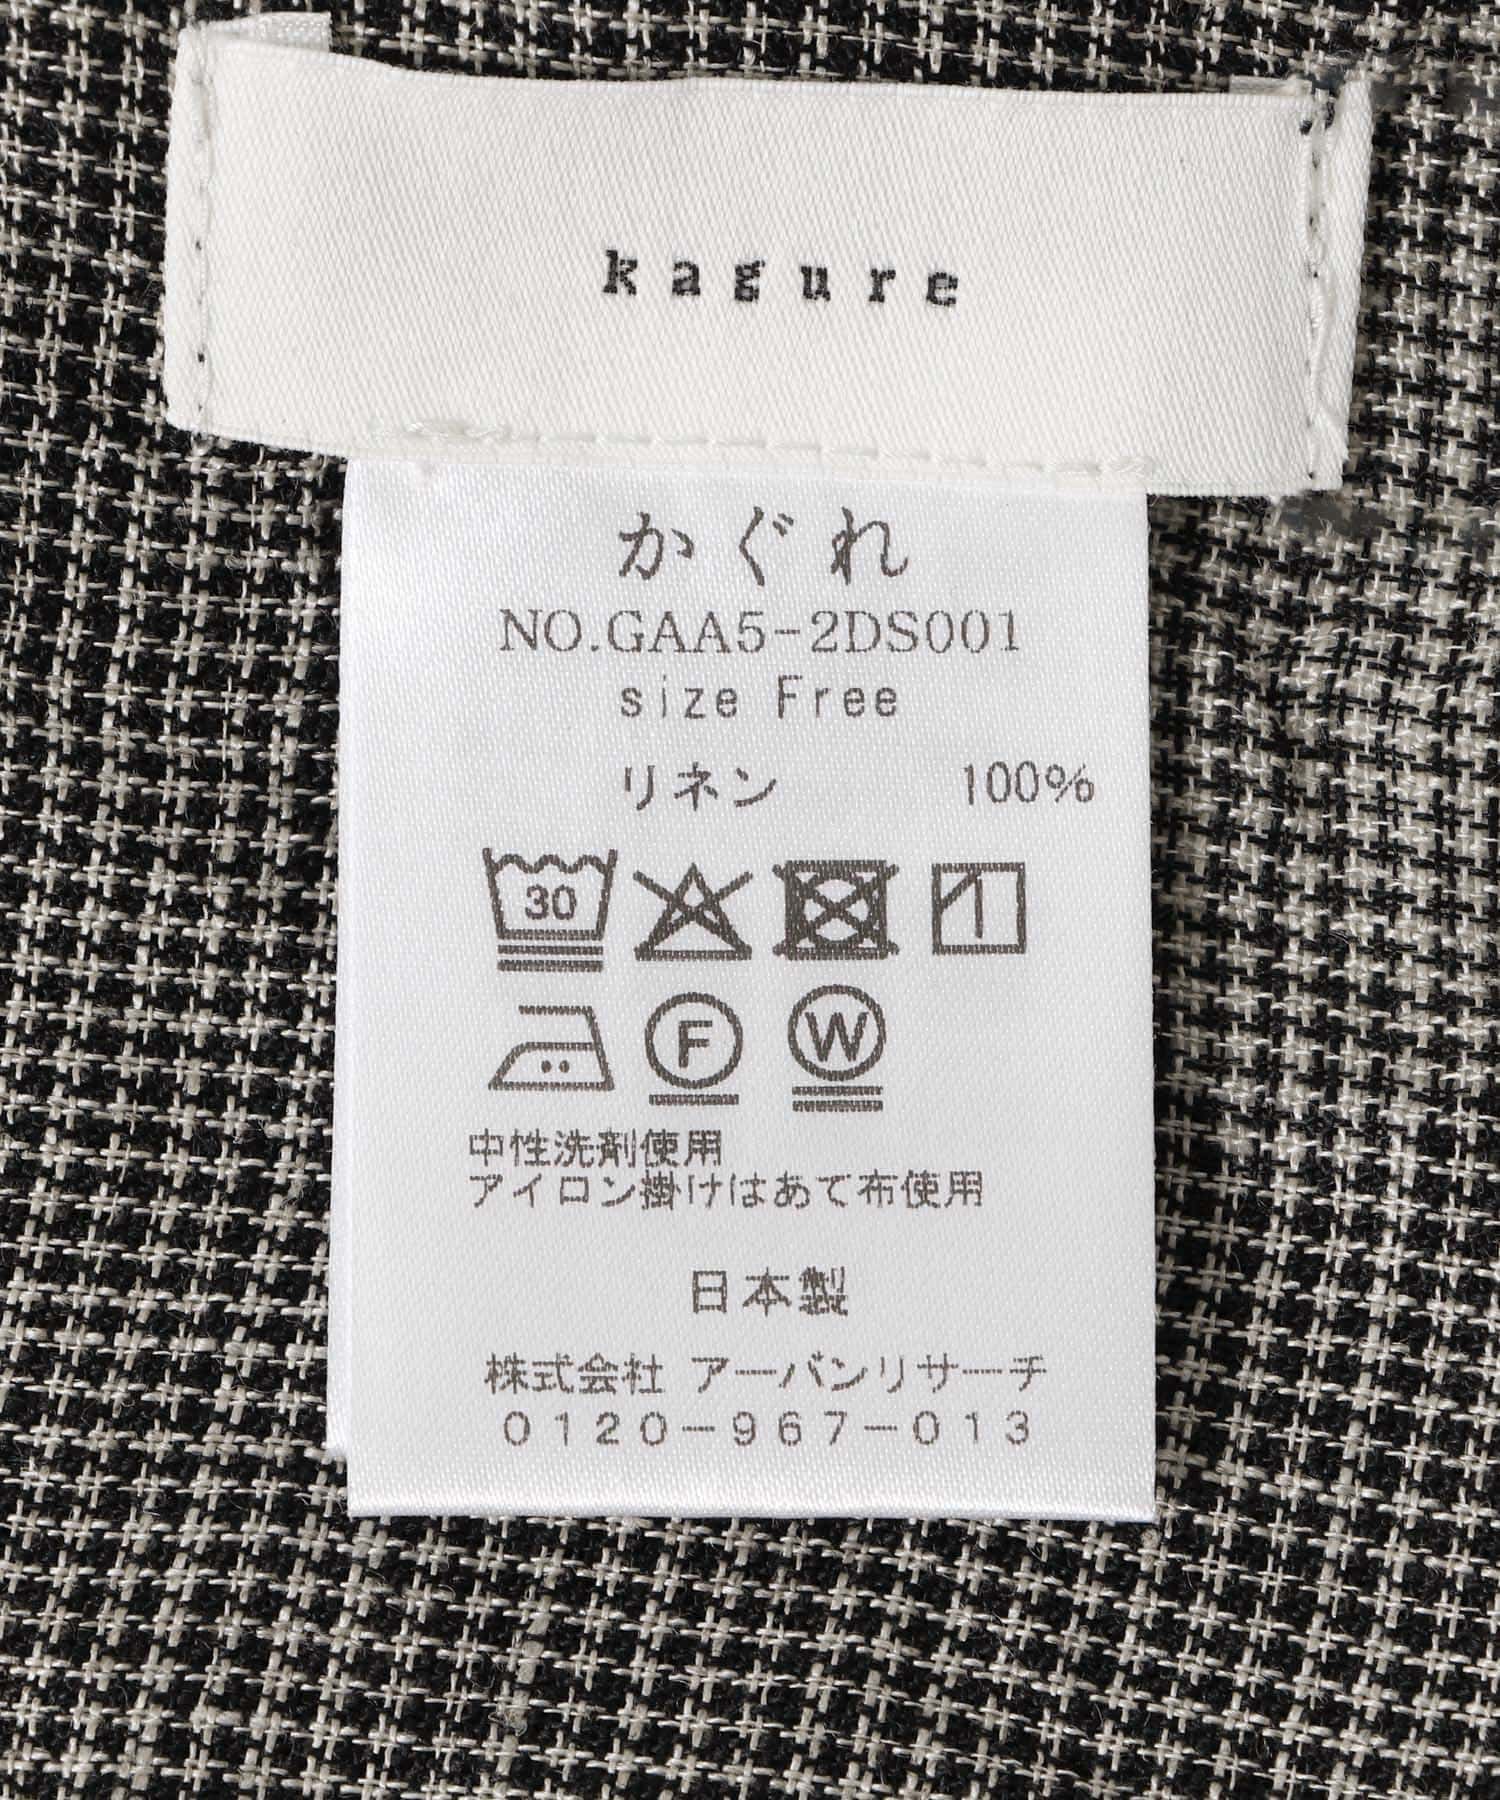 kagure
かぐれ
NO.GAA5-2DS001
size Free
リネン 100%
30
F W
中性洗剤使用
アイロン掛けはあて布使用
日本製
株式会社 アーバンリサーチ
0120-967-013